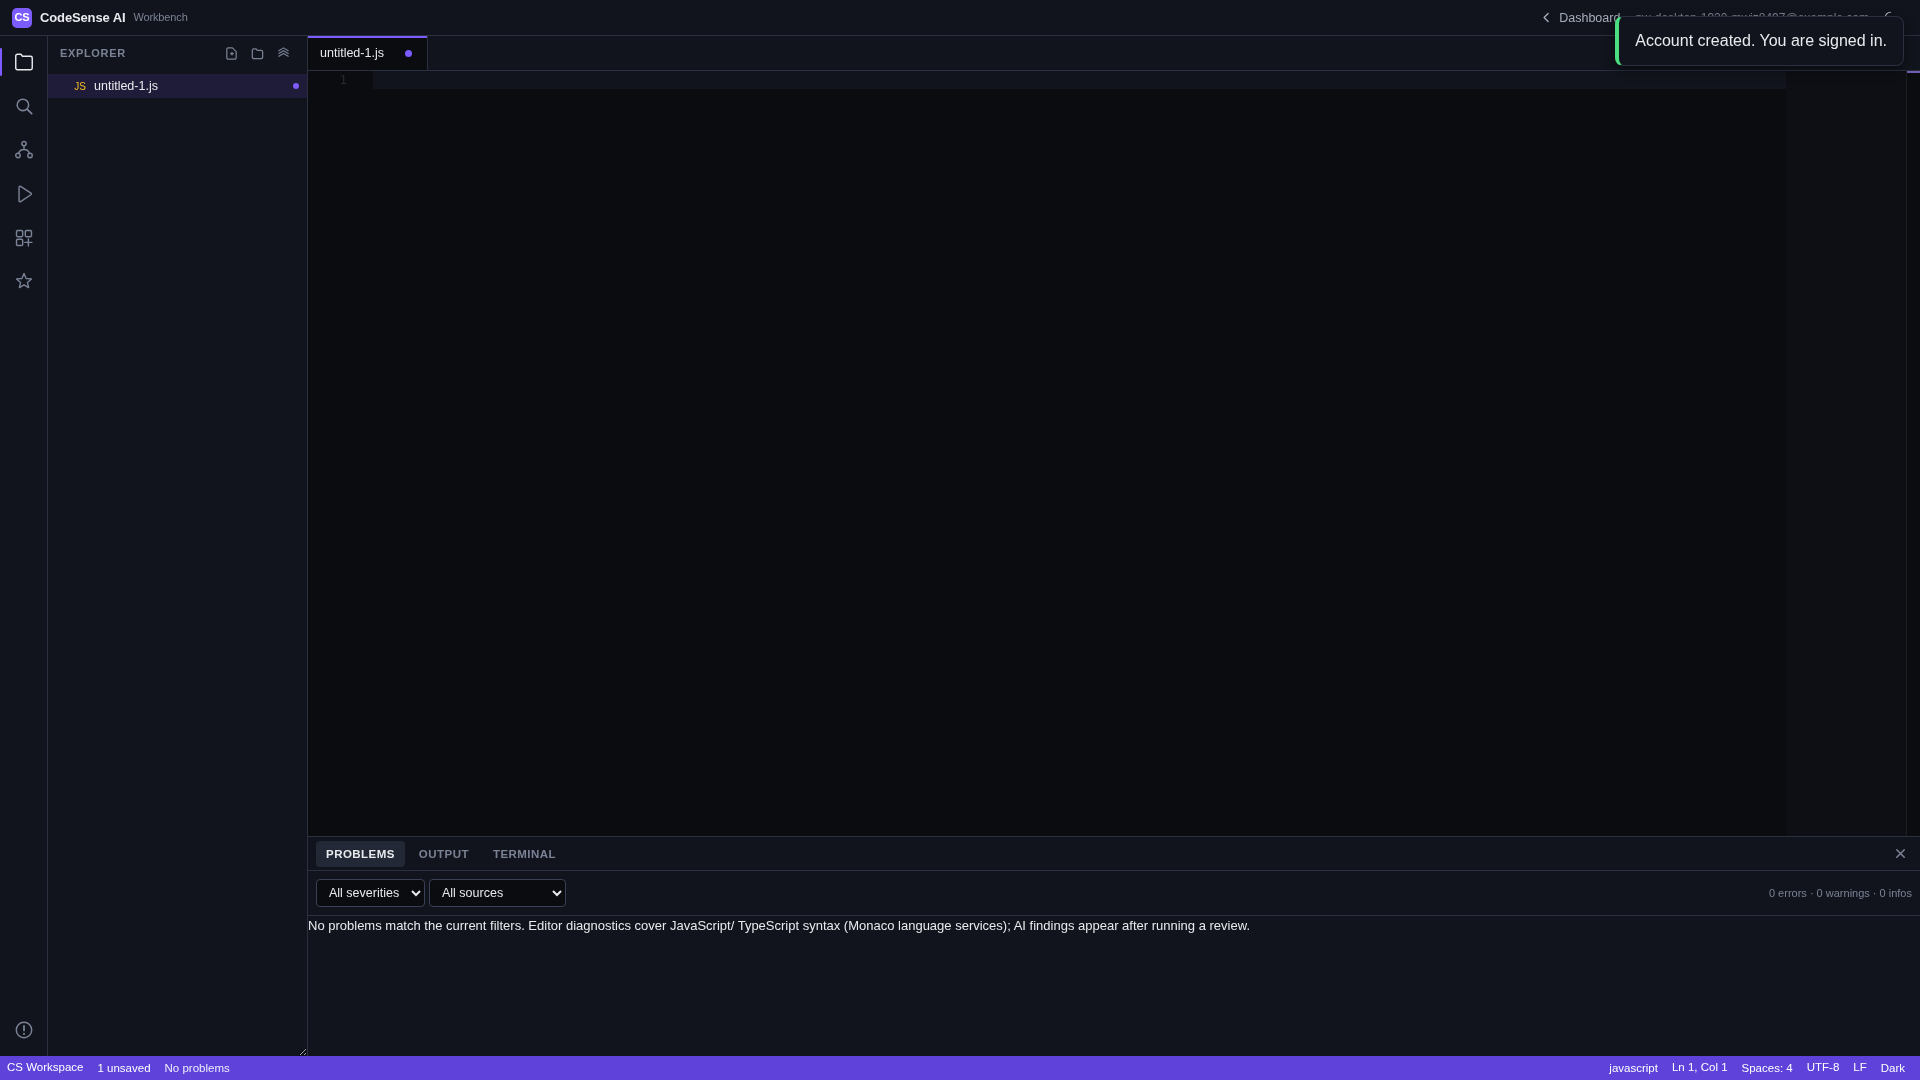 CS CodeSense AI Workbench
Dashboard
Account created. You are signed in.
EXPLORER
untitled-1.js
JS untitled-1.js
1
PROBLEMS OUTPUT TERMINAL
All severities All sources
0 errors · 0 warnings · 0 infos
No problems match the current filters. Editor diagnostics cover JavaScript/ TypeScript syntax (Monaco language services); AI findings appear after running a review.
CS Workspace 1 unsaved No problems
javascript Ln 1, Col 1 Spaces: 4 UTF-8 LF Dark